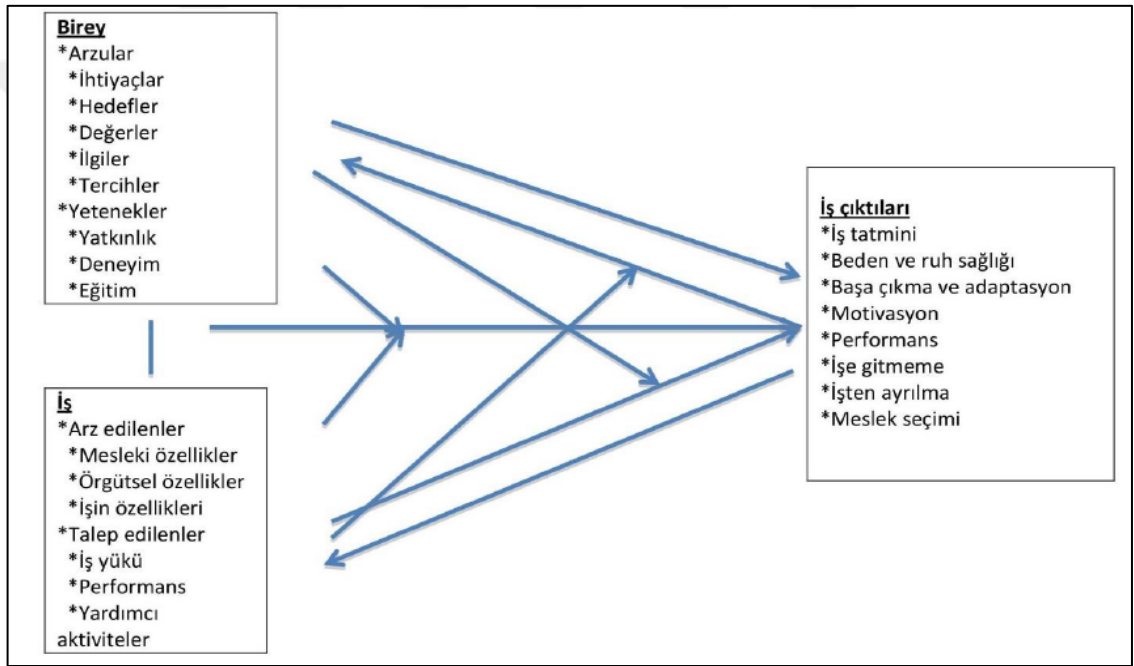 Birey
*Arzular
*İhtiyaçlar
*Hedefler
*Değerler
*İlgiler
*Tercihler
*Yetenekler
*Yatkınlık
*Deneyim
*Eğitim
İş
*Arz edilenler
*Mesleki özellikler
*Örgütsel özellikler
*İşin özellikleri
*Talep edilenler
*İş yükü
*Performans
*Yardımcı
aktiviteler
İş çıktıları
*İş tatmini
*Beden ve ruh sağlığı
*Başa çıkma ve adaptasyon
*Motivasyon
*Performans
*İşe gitmeme
*İşten ayrılma
*Meslek seçimi